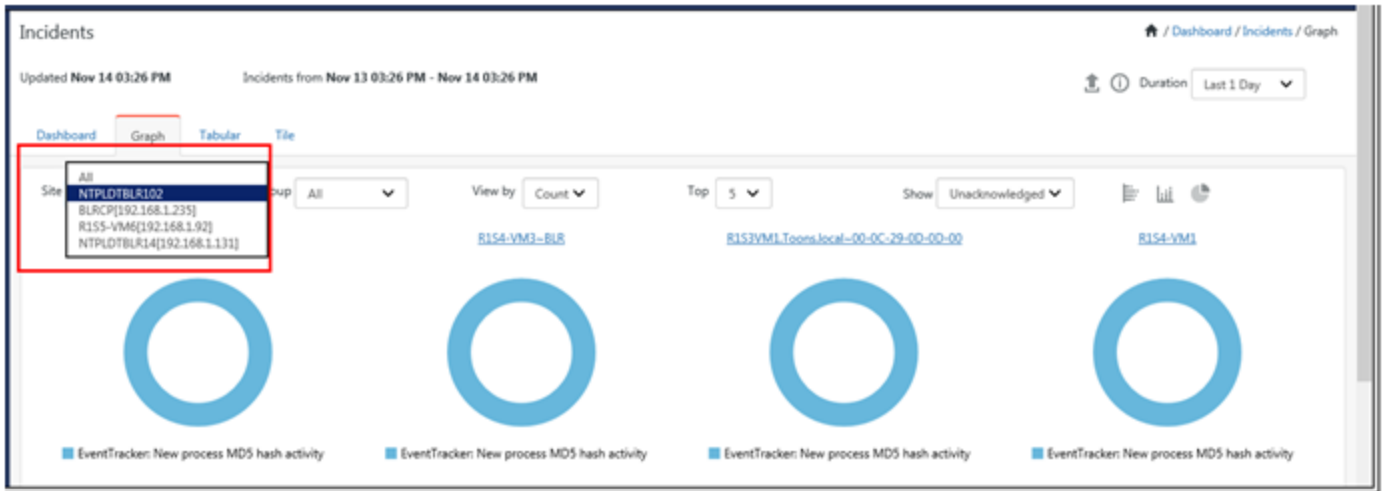 Incidents
/ Dashboard / Incidents / Graph
Updated Nov 14 03:26 PM Incidents from Nov 13 03:26 PM - Nov 14 03:26 PM
Duration Last 1 Day
Dashboard Graph Tabular Tile
Site
All
NTPLDTBLR102
BLRCP[192.168.1.235]
R1S5-VM6[192.168.1.92]
NTPLDTBLR14[192.168.1.131]
oup All View by Count Top 5 Show Unacknowledged
R1S4-VM3~BLR R1S3VM1.Toons.local~00-0C-29-0D-0D-00 R1S4-VM1
EventTracker: New process MD5 hash activity EventTracker: New process MD5 hash activity EventTracker: New process MD5 hash activity EventTracker: New process MD5 hash activity